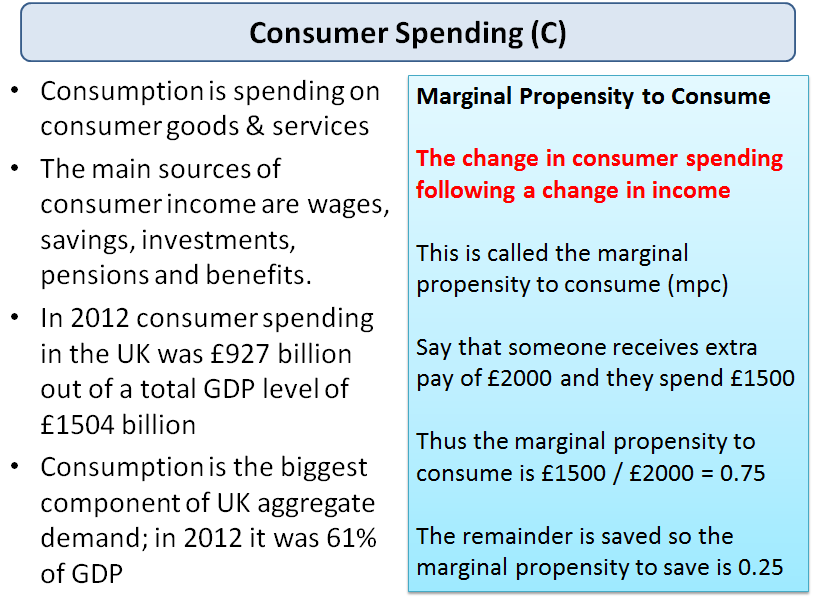 Consumer Spending (C)
• Consumption is spending on
consumer goods & services
• The main sources of
consumer income are wages,
savings, investments,
pensions and benefits.
• In 2012 consumer spending
in the UK was £927 billion
out of a total GDP level of
£1504 billion
• Consumption is the biggest
component of UK aggregate
demand; in 2012 it was 61%
of GDP
Marginal Propensity to Consume
The change in consumer spending
following a change in income
This is called the marginal
propensity to consume (mpc)
Say that someone receives extra
pay of £2000 and they spend £1500
Thus the marginal propensity to
consume is £1500 / £2000 = 0.75
The remainder is saved so the
marginal propensity to save is 0.25